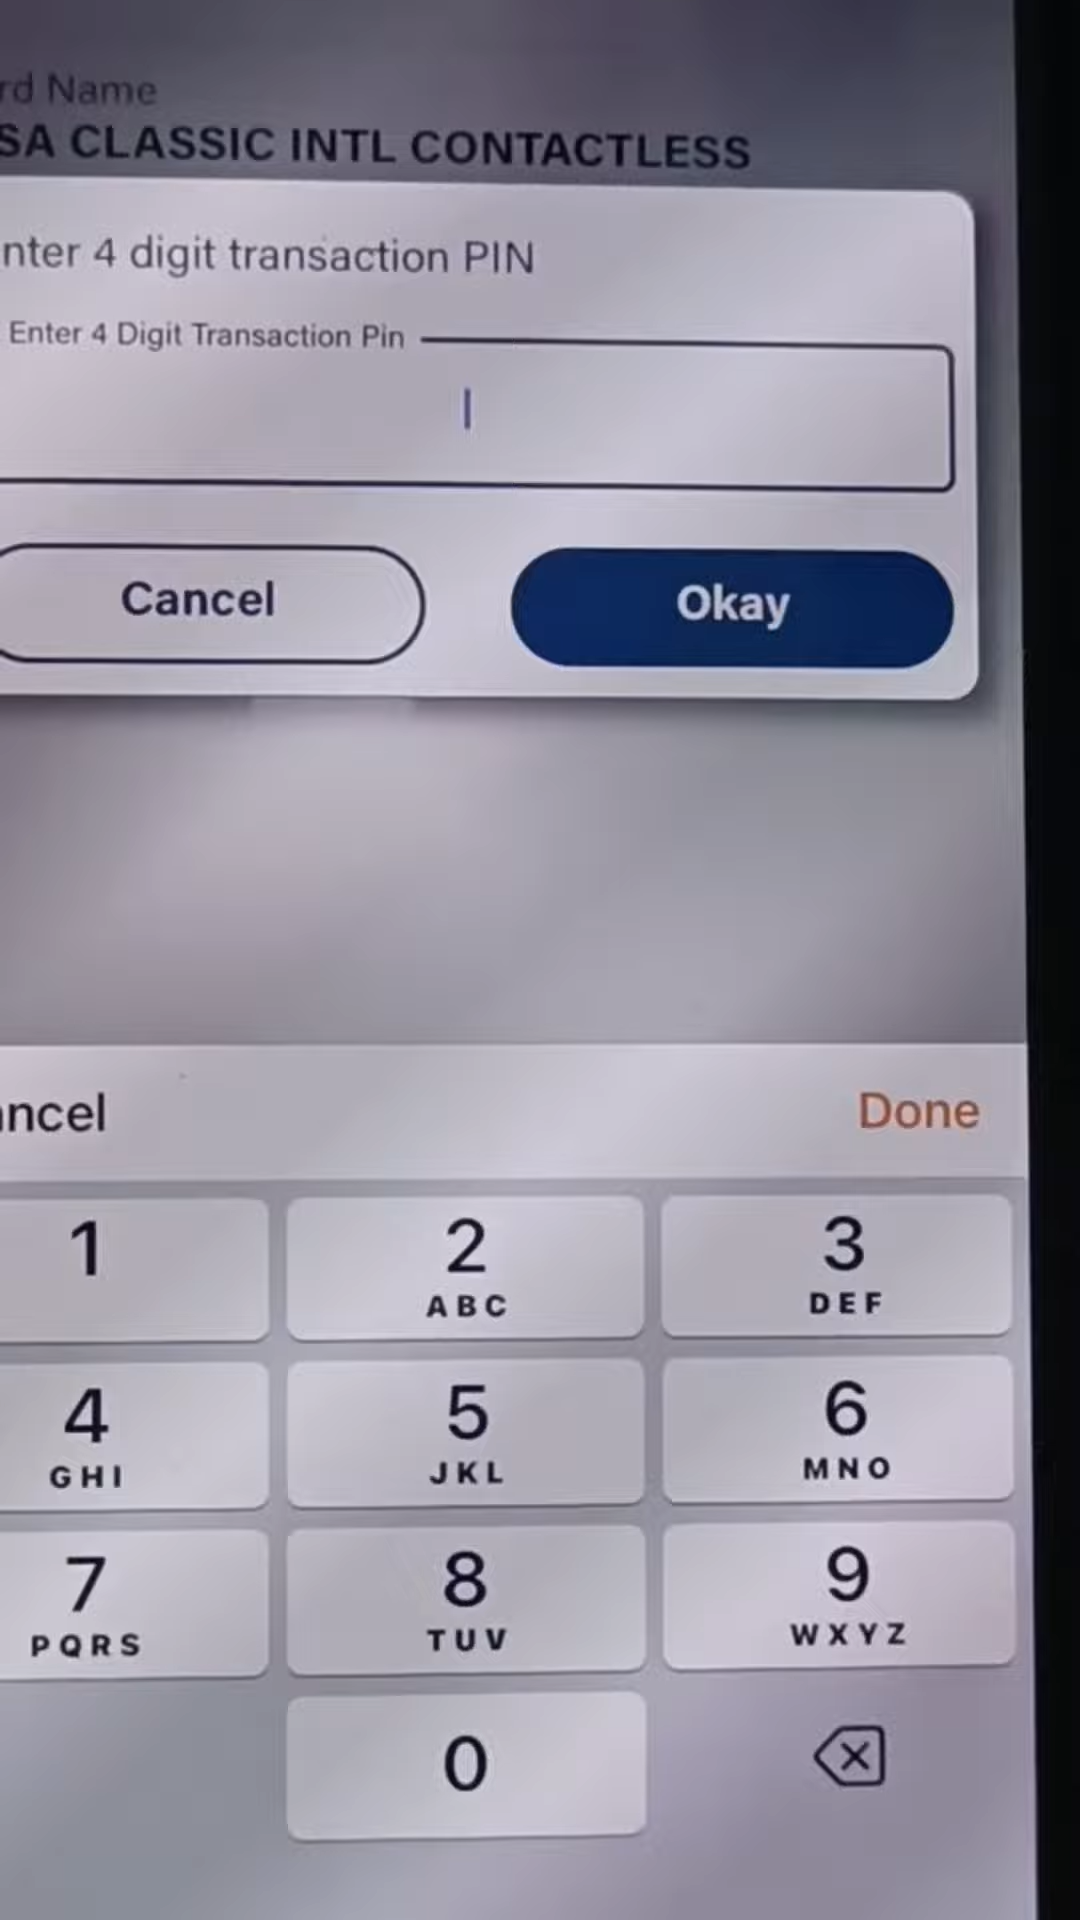 rd Name
SA CLASSIC INTL CONTACTLESS
nter 4 digit transaction PIN
Enter 4 Digit Transaction Pin
Cancel Okay
ncel Done
1 2 3
ABC DEF
4 5 6
GHI JKL MNO
7 8 9
PQRS TUV WXYZ
0